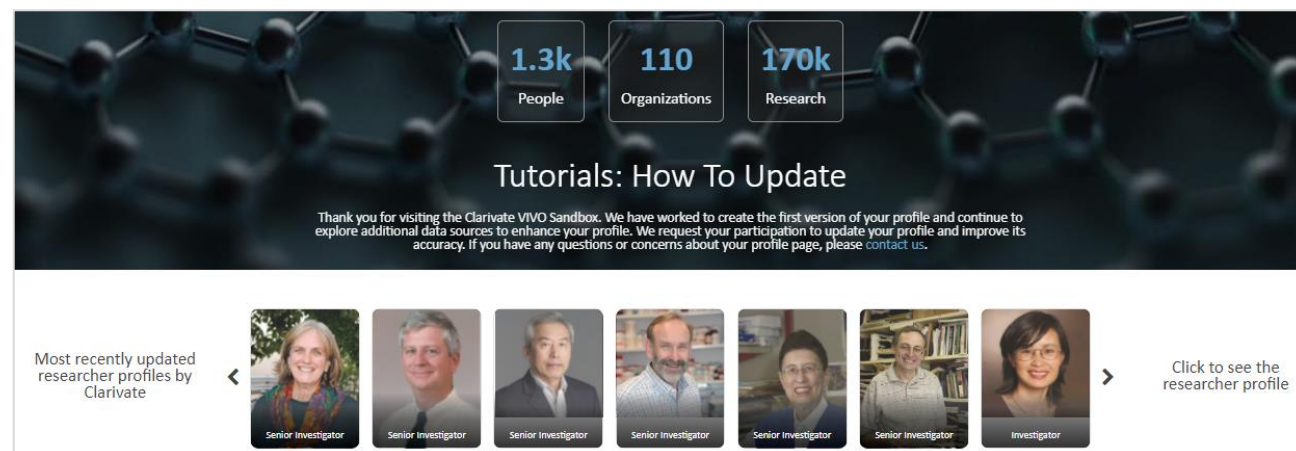 1.3k
People
110
Organizations
170k
Research
Tutorials: How To Update
Thank you for visiting the Clarivate VIVO Sandbox. We have worked to create the first version of your profile and continue to
explore additional data sources to enhance your profile. We request your participation to update your profile and improve its
accuracy. If you have any questions or concerns about your profile page, please contact us.
Most recently updated
researcher profiles by
Clarivate
Senior Investigator
Senior Investigator
Senior Investigator
Senior Investigator
Senior Investigator
Senior Investigator
Investigator
Click to see the
researcher profile